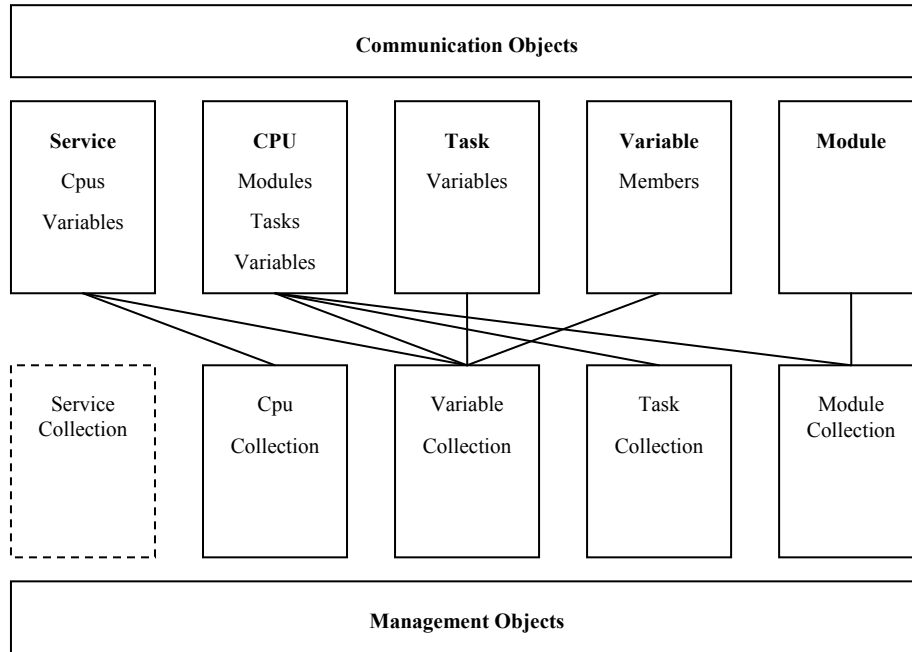 Communication Objects
Service
Cpus
Variables
CPU
Modules
Tasks
Variables
Task
Variables
Variable
Members
Module
Service
Collection
Cpu
Collection
Variable
Collection
Task
Collection
Module
Collection
Management Objects